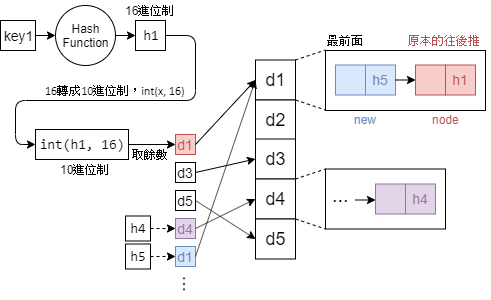 16進位制
key1
Hash
Function
h1
16轉成10進位制，int(x, 16)
int(h1, 16)
10進位制
取餘數
d1
d3
d5
h4
d4
h5
d1
⋮
d1
d2
d3
d4
d5
最前面
原本的往後推
h5
h1
new
node
...
h4